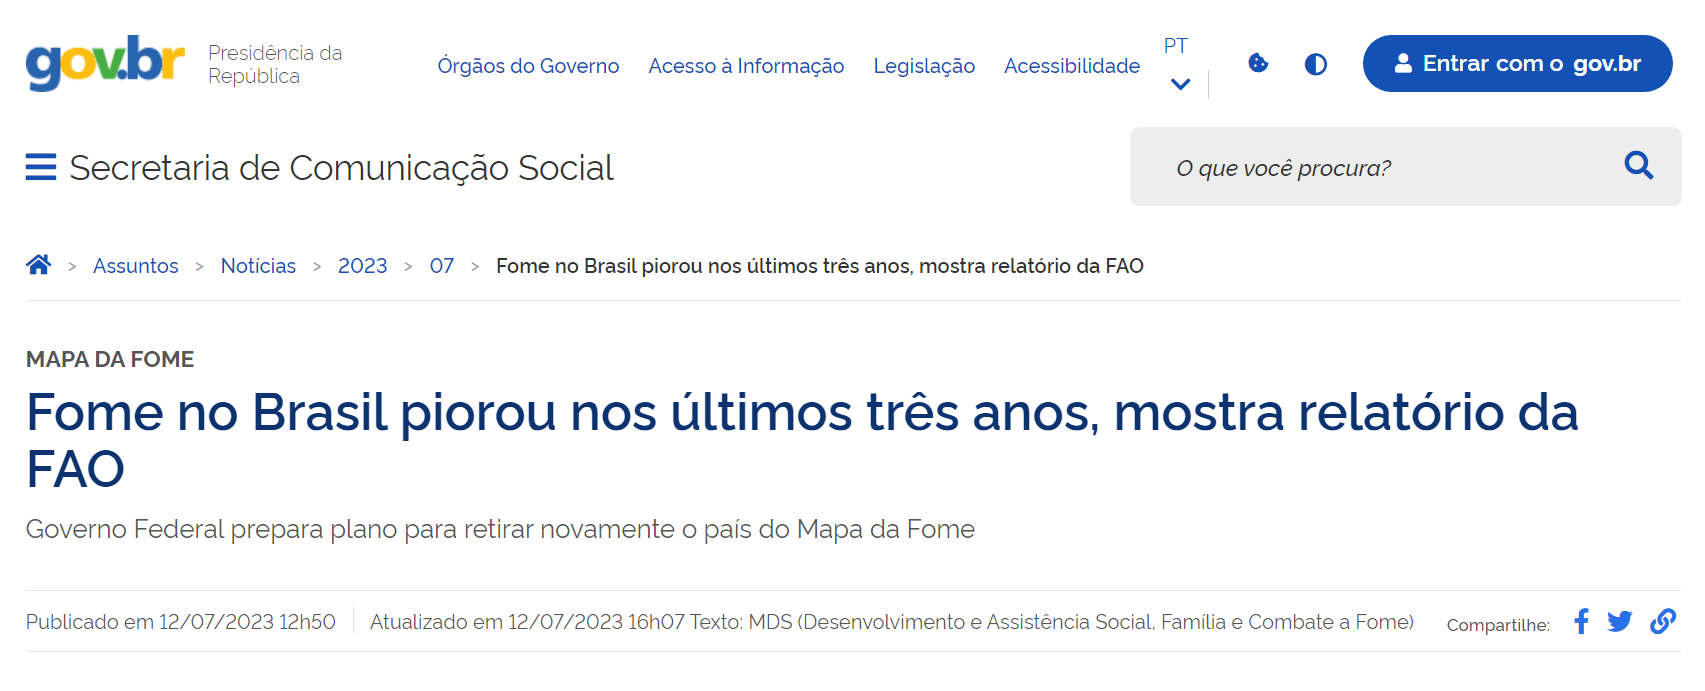 gov.br
Presidência da
República
Órgãos do Governo
Acesso à Informação
Legislação
Acessibilidade
PT
Entrar com o gov.br
Secretaria de Comunicação Social
O que você procura?
> Assuntos > Notícias > 2023 > 07 > Fome no Brasil piorou nos últimos três anos, mostra relatório da FAO
MAPA DA FOME
Fome no Brasil piorou nos últimos três anos, mostra relatório da
FAO
Governo Federal prepara plano para retirar novamente o país do Mapa da Fome
Publicado em 12/07/2023 12h50
Atualizado em 12/07/2023 16h07 Texto: MDS (Desenvolvimento e Assistência Social, Família e Combate a Fome)
Compartilhe: